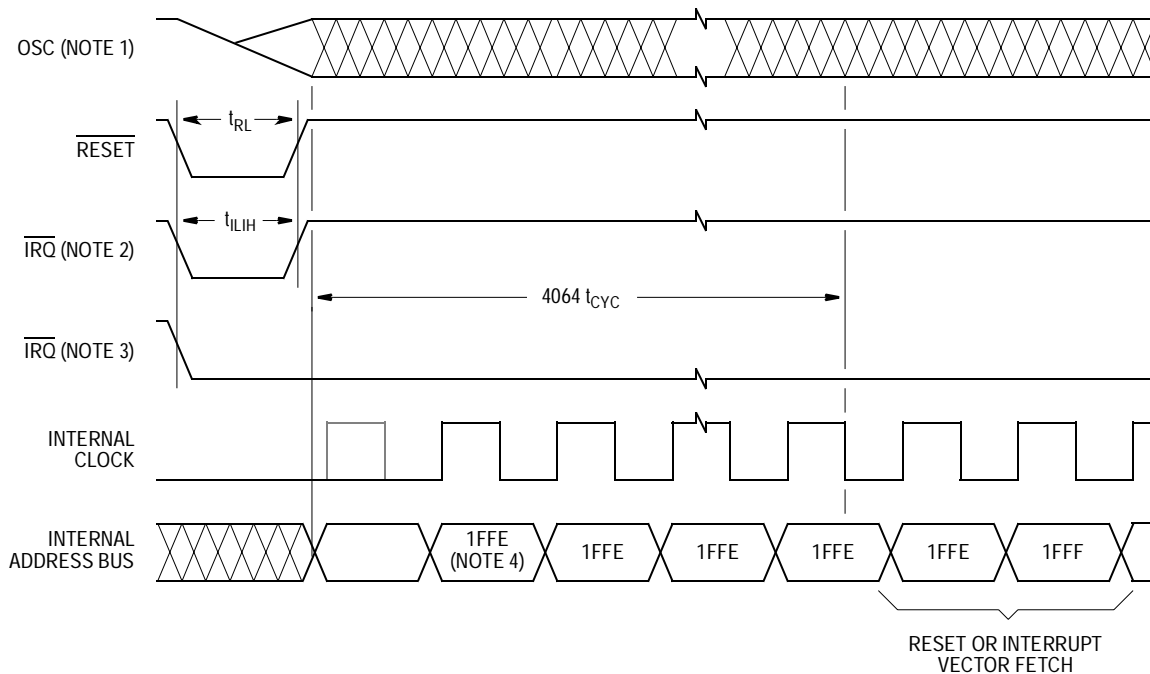 OSC (NOTE 1)
t_RL
RESET
t_ILIH
IRQ (NOTE 2)
4064 t_CYC
IRQ (NOTE 3)
INTERNAL
CLOCK
INTERNAL
ADDRESS BUS
1FFE
(NOTE 4)
1FFE
1FFE
1FFE
1FFE
1FFF
RESET OR INTERRUPT
VECTOR FETCH